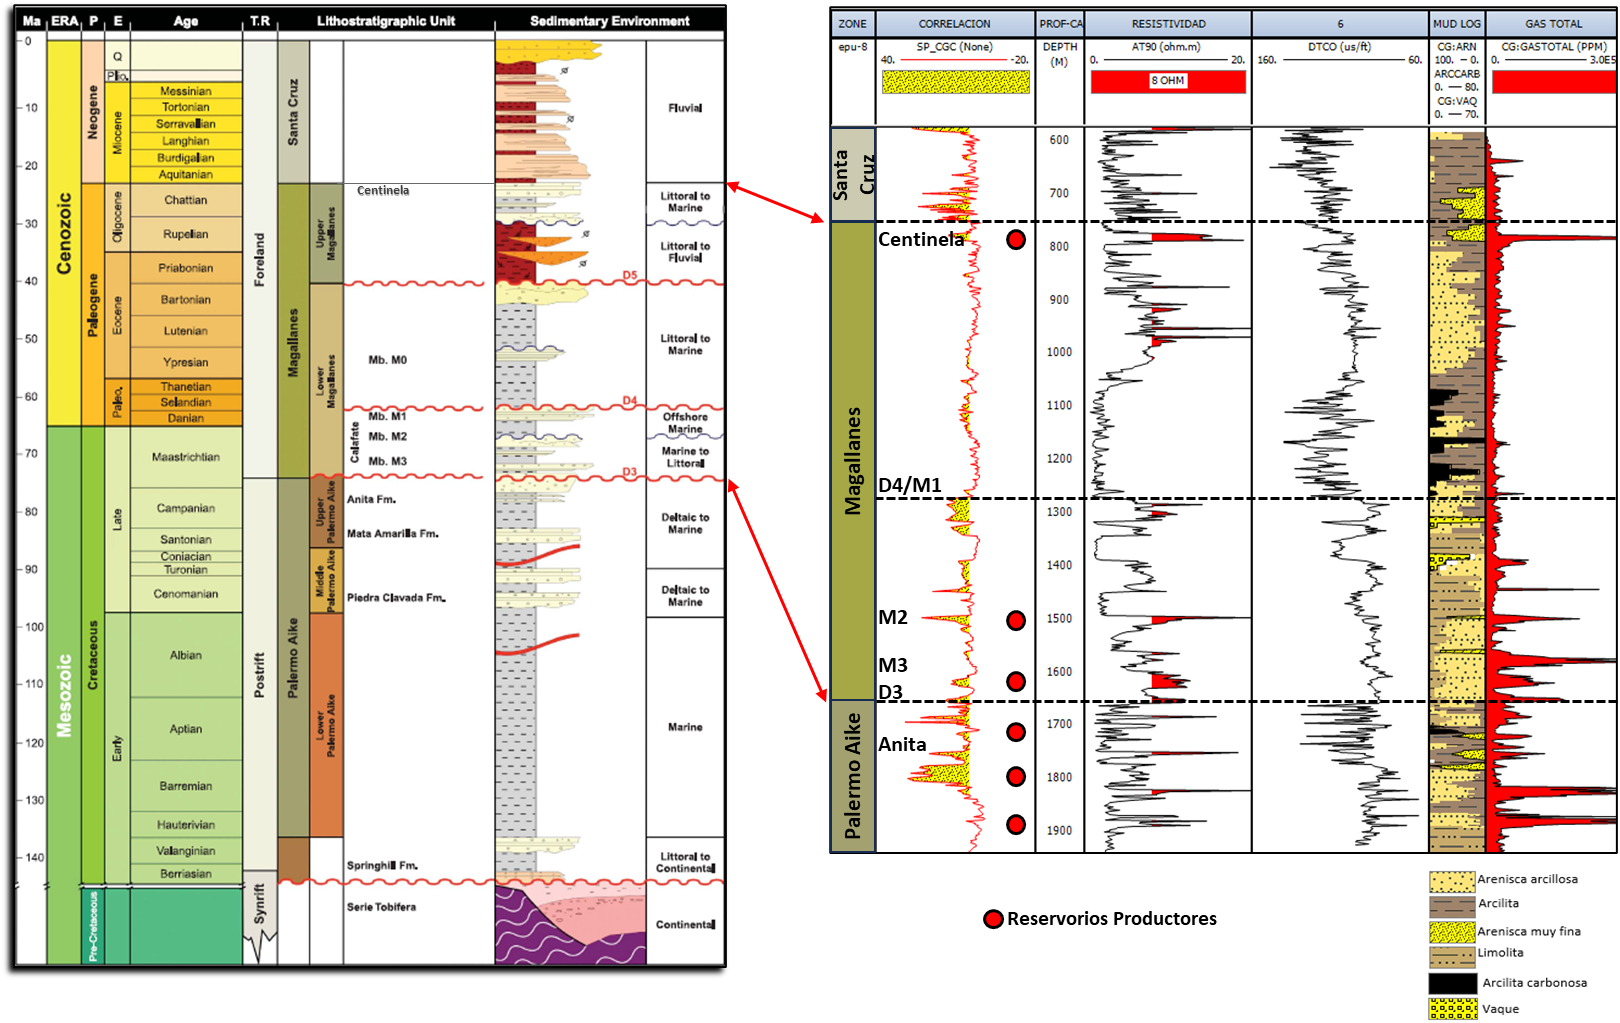 Ma ERA P E Age T.R Lithostratigraphic Unit Sedimentary Environment
0
10
20
30
40
50
60
70
80
90
100
110
120
130
140
Cenozoic
Mesozoic
Neogene
Paleogene
Cretaceous
Pre-Cretaceous
Q
Plio.
Miocene
Oligocene
Eocene
Paleo.
Late
Early
Messinian
Tortonian
Serravallian
Langhian
Burdigalian
Aquitanian
Chattian
Rupelian
Priabonian
Bartonian
Lutenian
Ypresian
Thanetian
Selandian
Danian
Maastrichtian
Campanian
Santonian
Coniacian
Turonian
Cenomanian
Albian
Aptian
Barremian
Hauterivian
Valanginian
Berriasian
Foreland
Postrift
Synrift
Santa Cruz
Magallanes
Palermo Aike
Upper
Magallanes
Lower
Magallanes
Upper
Palermo Aike
Middle
Palermo Aike
Lower
Palermo Aike
Centinela
Mb. M0
Calafate
Mb. M1
Mb. M2
Mb. M3
Anita Fm.
Mata Amarilla Fm.
Piedra Clavada Fm.
Springhill Fm.
Serie Tobifera
D5
D4
D3
Fluvial
Littoral to
Marine
Littoral to
Fluvial
Littoral to
Marine
Offshore
Marine
Marine to
Littoral
Deltaic to
Marine
Deltaic to
Marine
Marine
Littoral to
Continental
Continental
ZONE CORRELACION PROF-CA RESISTIVIDAD 6 MUD LOG GAS TOTAL
epu-8 SP_CGC (None) DEPTH AT90 (ohm.m) DTCO (us/ft) CG:ARN CG:GASTOTAL (PPM)
40. -20. (M) 0. 20. 160. 60. 100. 0. 0. 3.0E5
8 OHM ARCCARB
0. 80.
CG:VAQ
0. 70.
Santa
Cruz
Magallanes
Palermo Aike
Centinela
D4/M1
M2
M3
D3
Anita
600
700
800
900
1000
1100
1200
1300
1400
1500
1600
1700
1800
1900
Reservorios Productores
Arenisca arcillosa
Arcilita
Arenisca muy fina
Limolita
Arcilita carbonosa
Vaque